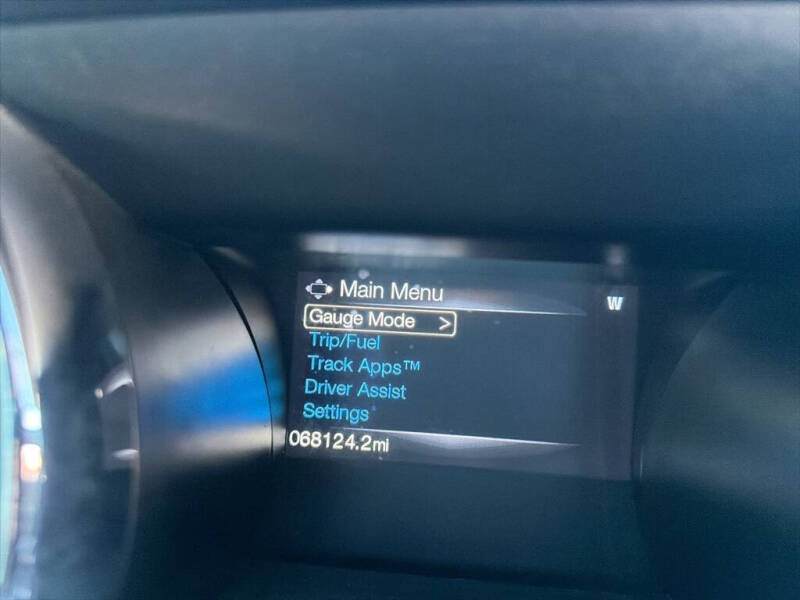 Main Menu
W
Gauge Mode >
Trip/Fuel
Track Apps™
Driver Assist
Settings
068124.2mi